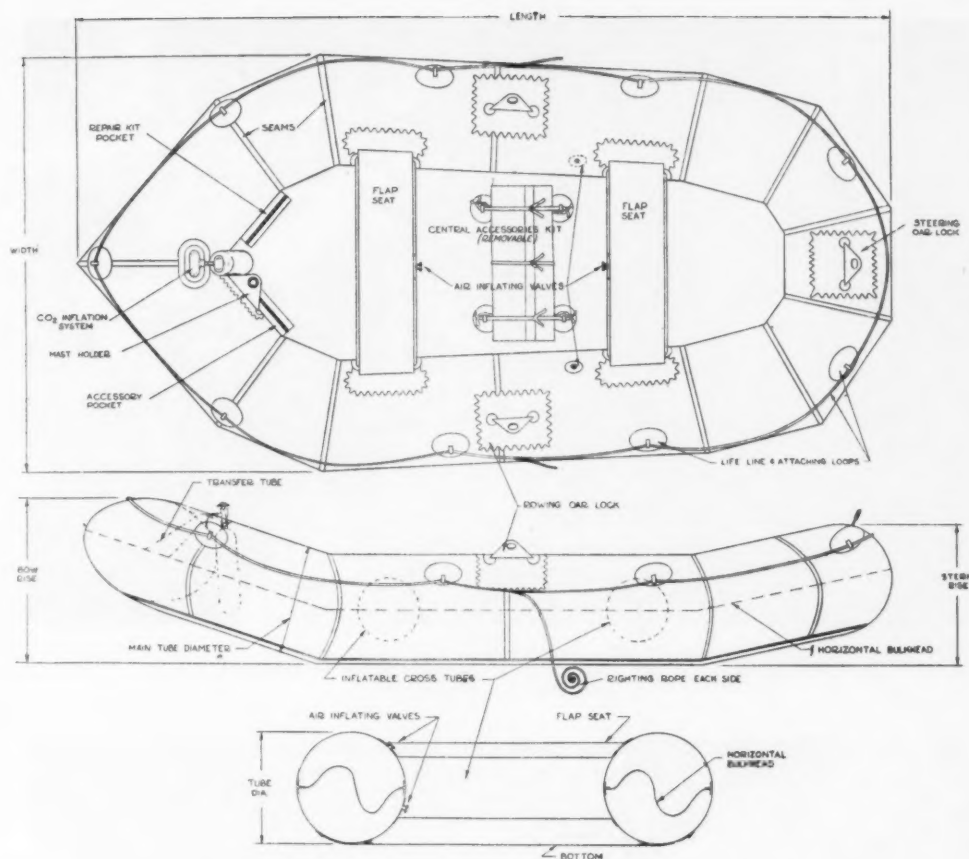 LENGTH
REPAIR KIT
POCKET
SEAMS
FLAP
SEAT
FLAP
SEAT
STEERING
OAR LOCK
CENTRAL ACCESSORIES KIT
(REMOVABLE)
WIDTH
AIR INFLATING VALVES
CO2 INFLATION
SYSTEM
MAST HOLDER
ACCESSORY
POCKET
LIFE LINE & ATTACHING LOOPS
TRANSFER TUBE
ROWING OAR LOCK
BOW
RISE
STERN
RISE
MAIN TUBE DIAMETER
HORIZONTAL BULKHEAD
INFLATABLE CROSS TUBES
RIGHTING ROPE EACH SIDE
AIR INFLATING VALVES
FLAP SEAT
HORIZONTAL
BULKHEAD
TUBE
DIA.
BOTTOM